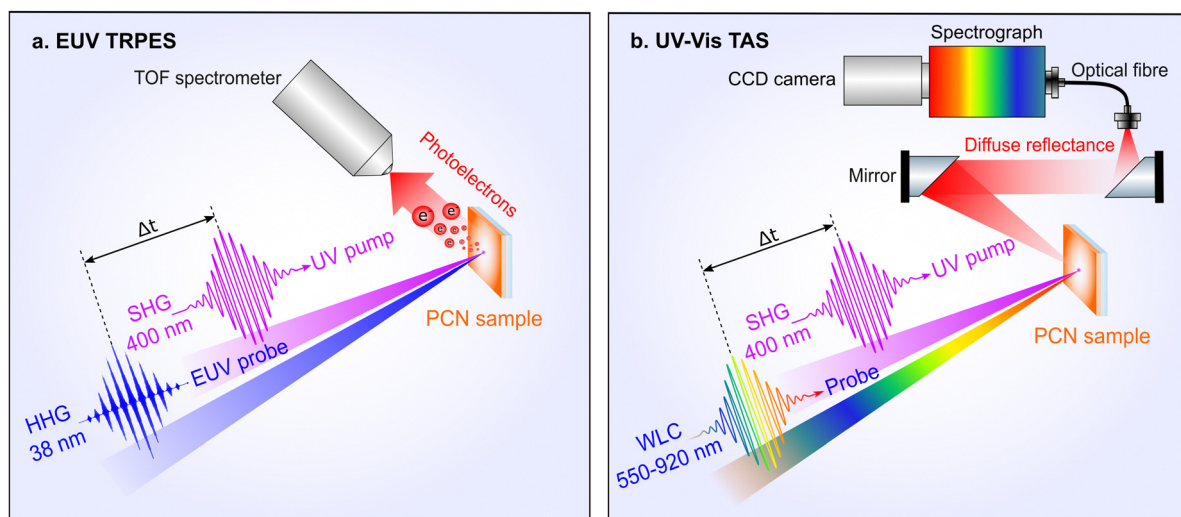 a. EUV TRPES
TOF spectrometer
Photoelectrons
e
e
e
e
e
e
Δt
UV pump
SHG
400 nm
PCN sample
EUV probe
HHG
38 nm
b. UV-Vis TAS
Spectrograph
CCD camera
Optical fibre
Diffuse reflectance
Mirror
Δt
UV pump
SHG
400 nm
PCN sample
Probe
WLC
550-920 nm